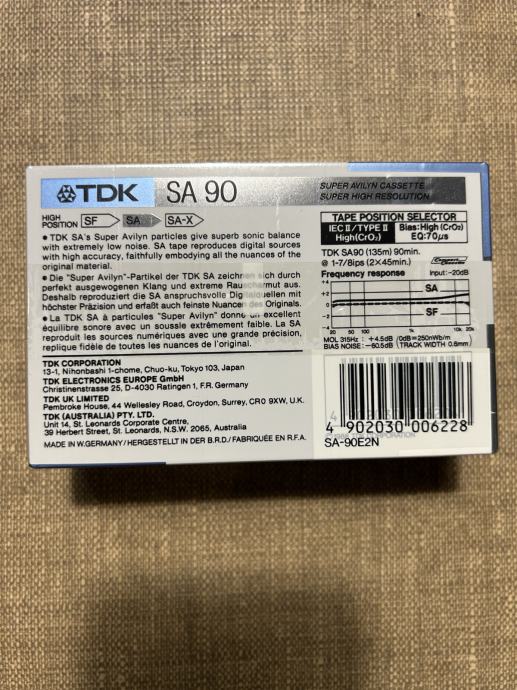 TDK SA 90
SUPER AVILYN CASSETTE
SUPER HIGH RESOLUTION
HIGH POSITION SF SA SA-X
• TDK SA's Super Avilyn particles give superb sonic balance
with extremely low noise. SA tape reproduces digital sources
with high accuracy, faithfully embodying all the nuances of the
original material.
• Die "Super Avilyn"-Partikel der TDK SA zeichnen sich durch
perfekt ausgewogenen Klang und extreme Rauscharmut aus.
Deshalb reproduziert die SA anspruchsvolle Digitalquellen mit
höchster Präzision und erfaßt auch feinste Nuancen des Originals.
• La TDK SA à particules "Super Avilyn" donne un excellent
équilibre sonore avec un soussle extrêmement faible. La SA
reproduit les sources numériques avec une grande précision,
replique fidèle de toutes les nuances de l'original.
TDK CORPORATION
13-1, Nihonbashi 1-chome, Chuo-ku, Tokyo 103, Japan
TDK ELECTRONICS EUROPE GmbH
Christinenstrasse 25, D-4030 Ratingen 1, F.R. Germany
TDK UK LIMITED
Pembroke House, 44 Wellesley Road, Croydon, Surrey, CR0 9XW, U.K.
TDK (AUSTRALIA) PTY. LTD.
Unit 14, St. Leonards Corporate Centre,
39 Herbert Street, St. Leonards, N.S.W. 2065, Australia
MADE IN W.GERMANY/HERGESTELLT IN DER B.R.D./FABRIQUÉE EN R.F.A.
TAPE POSITION SELECTOR
IEC II/TYPE II
High(CrO₂)
Bias:High (CrO₂)
EQ:70µs
TDK SA90 (135m) 90min.
@ 1-7/8ips (2×45min.)
Frequency response Input:-20dB
+4
+2
0
-2
SA
SF
20 50 100 1k 10k 20k
MOL 315Hz : +4.5dB /0dB=250nWb/m
BIAS NOISE:-60.5dB (TRACK WIDTH 0.6mm)
4 902030 006228
CORPORATION
SA-90E2N